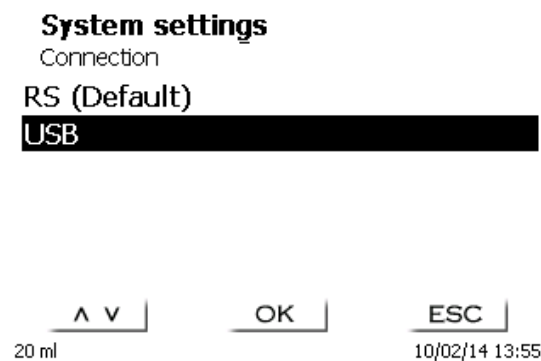 System settings
Connection
RS (Default)
USB
∧ ∨ OK ESC
20 ml 10/02/14 13:55